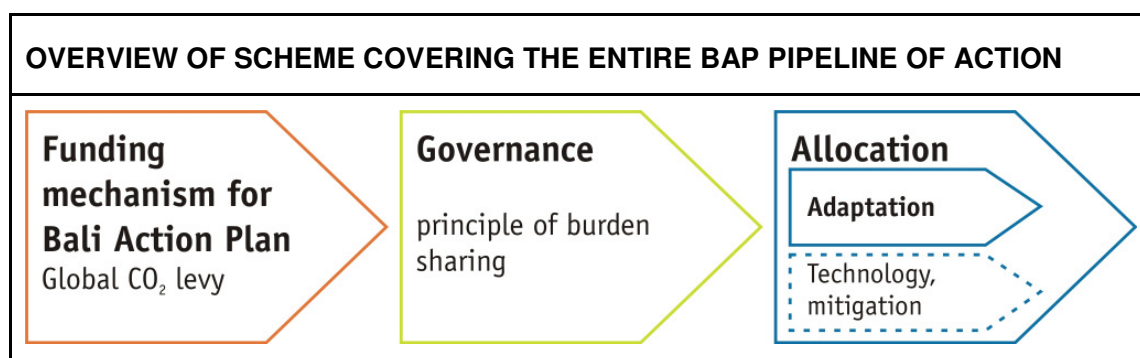 OVERVIEW OF SCHEME COVERING THE ENTIRE BAP PIPELINE OF ACTION
Funding
mechanism for
Bali Action Plan
Global CO₂ levy
Governance
principle of burden
sharing
Allocation
Adaptation
Technology,
mitigation